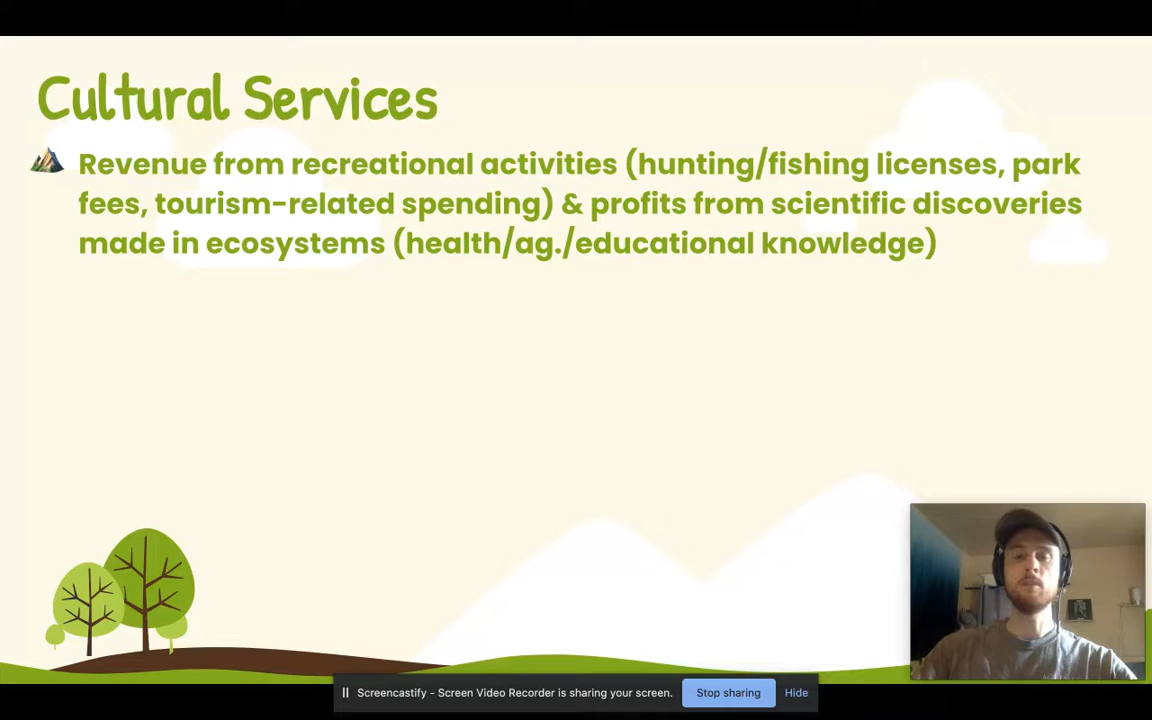 Cultural Services
Revenue from recreational activities (hunting/fishing licenses, park
fees, tourism-related spending) & profits from scientific discoveries
made in ecosystems (health/ag./educational knowledge)
Screencastify - Screen Video Recorder is sharing your screen.
Stop sharing
Hide